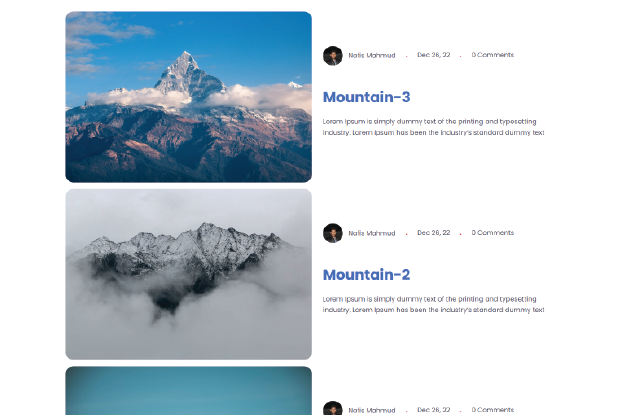 Nafis Mahmud . Dec 26, 22 . 0 Comments
Mountain-3
Lorem Ipsum is simply dummy text of the printing and typesetting
industry. Lorem Ipsum has been the industry's standard dummy text
Nafis Mahmud . Dec 26, 22 . 0 Comments
Mountain-2
Lorem Ipsum is simply dummy text of the printing and typesetting
industry. Lorem Ipsum has been the industry's standard dummy text
Nafis Mahmud . Dec 26, 22 . 0 Comments